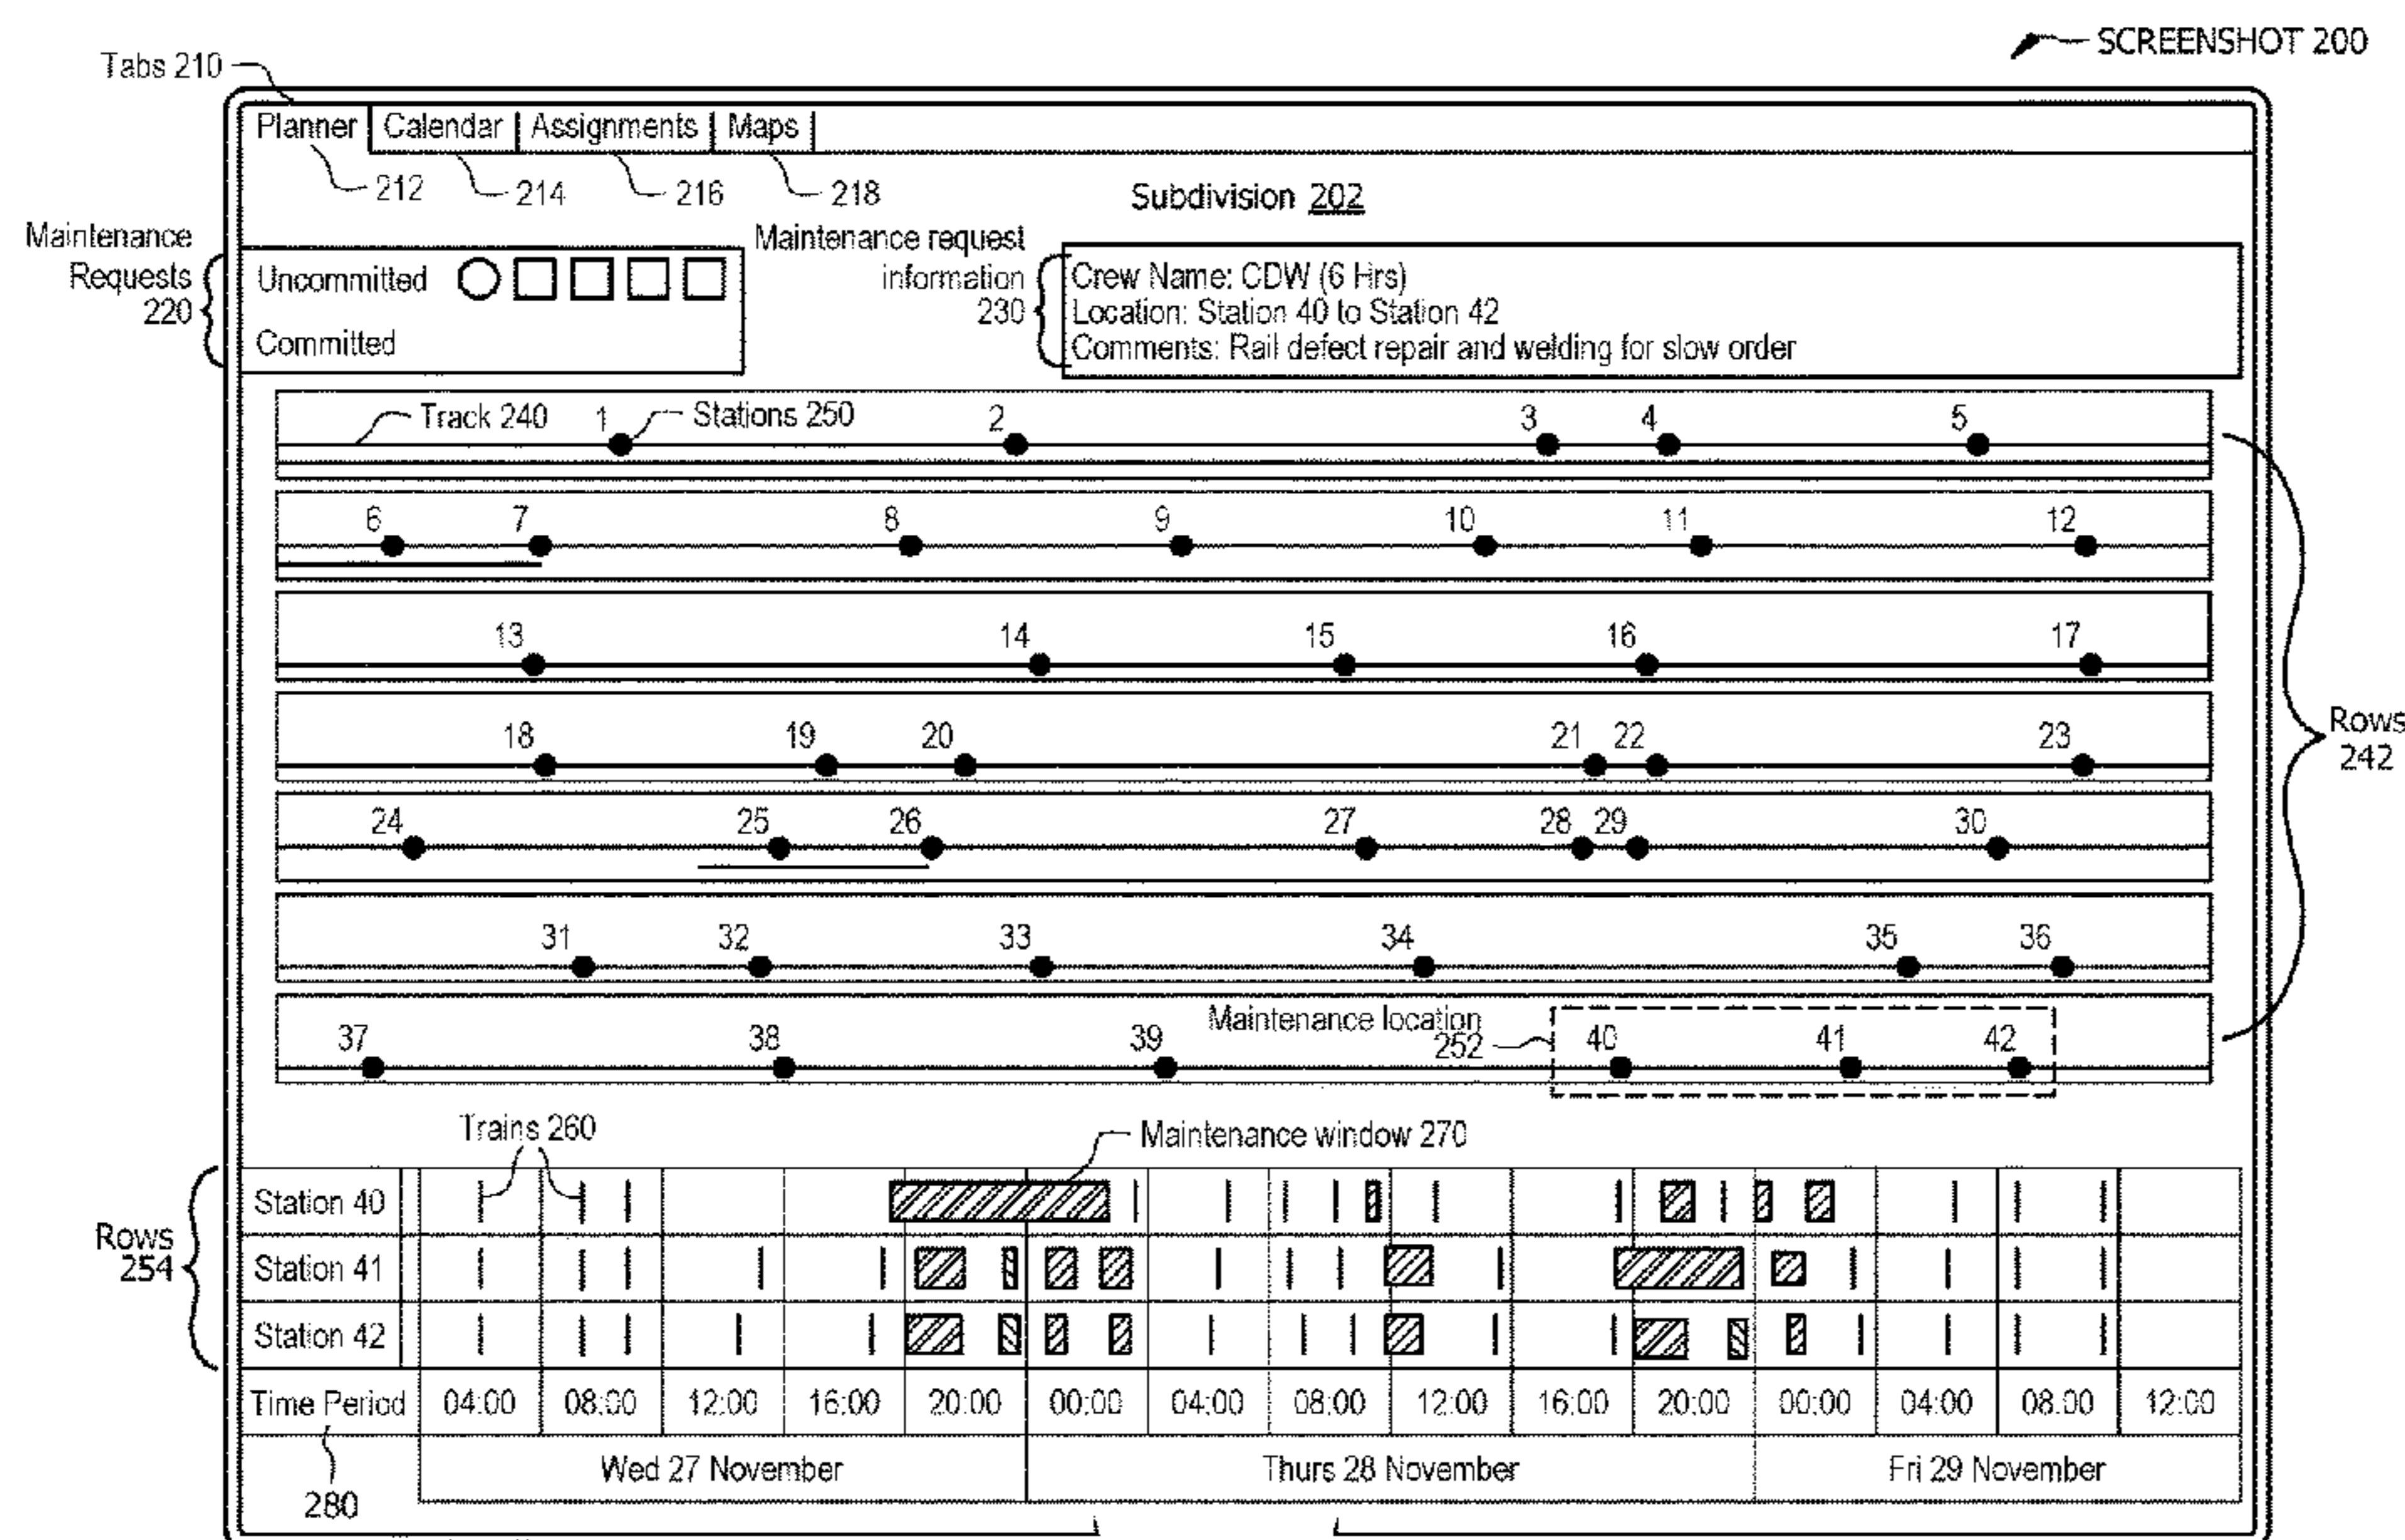 SCREENSHOT 200
Tabs 210
Planner Calendar Assignments Maps
212 214 216 218
Subdivision 202
Maintenance
Requests
220
Uncommitted
Committed
Maintenance request
information
230
Crew Name: CDW (6 Hrs)
Location: Station 40 to Station 42
Comments: Rail defect repair and welding for slow order
Track 240 1 Stations 250 2 3 4 5
6 7 8 9 10 11 12
13 14 15 16 17
18 19 20 21 22 23
Rows
242
24 25 26 27 28 29 30
31 32 33 34 35 36
Maintenance location
252
37 38 39 40 41 42
Trains 260
Maintenance window 270
Rows
254
Station 40
Station 41
Station 42
Time Period 04:00 08:00 12:00 16:00 20:00 00:00 04:00 08:00 12:00 16:00 20:00 00:00 04:00 08:00 12:00
280
Wed 27 November Thurs 28 November Fri 29 November